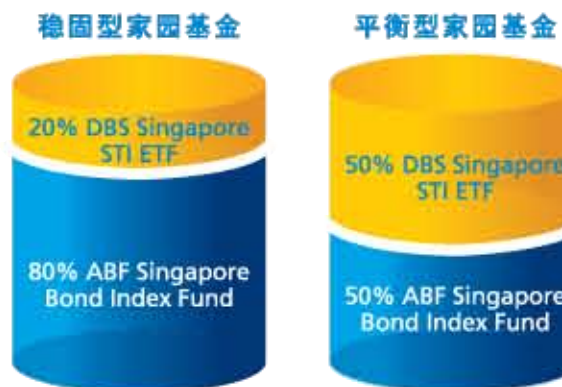 稳固型家园基金
20% DBS Singapore
STI ETF
80% ABF Singapore
Bond Index Fund
平衡型家园基金
50% DBS Singapore
STI ETF
50% ABF Singapore
Bond Index Fund